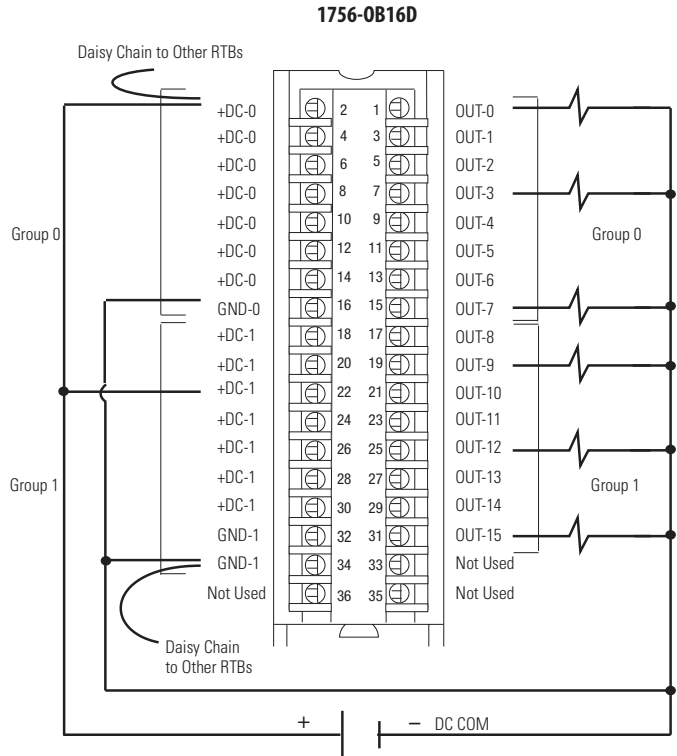 1756-OB16D
Daisy Chain to Other RTBs
+DC-0 2 1 OUT-0
+DC-0 4 3 OUT-1
+DC-0 6 5 OUT-2
+DC-0 8 7 OUT-3
+DC-0 10 9 OUT-4
Group 0 Group 0
+DC-0 12 11 OUT-5
+DC-0 14 13 OUT-6
GND-0 16 15 OUT-7
+DC-1 18 17 OUT-8
+DC-1 20 19 OUT-9
+DC-1 22 21 OUT-10
+DC-1 24 23 OUT-11
+DC-1 26 25 OUT-12
+DC-1 28 27 OUT-13
Group 1 Group 1
+DC-1 30 29 OUT-14
GND-1 32 31 OUT-15
GND-1 34 33 Not Used
Not Used 36 35 Not Used
Daisy Chain
to Other RTBs
+ – DC COM